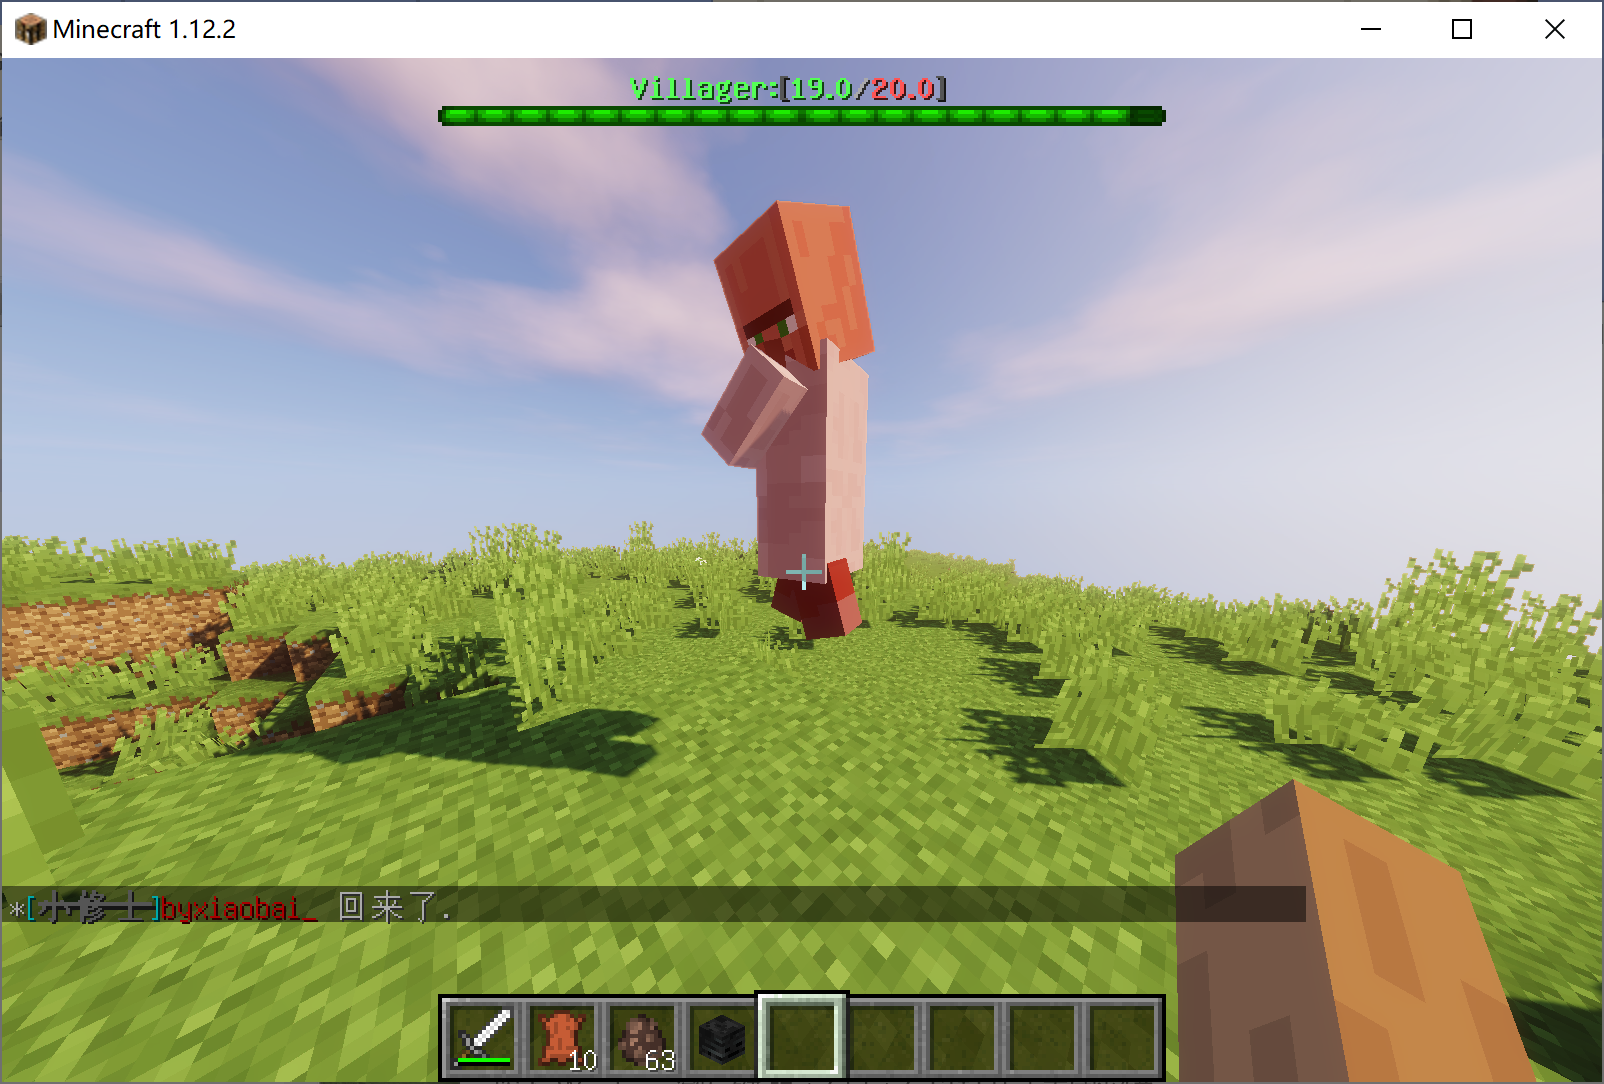 Minecraft 1.12.2
Villager:[19.0/20.0]
*[小修士]byxiaobai_ 回来了.
10
63